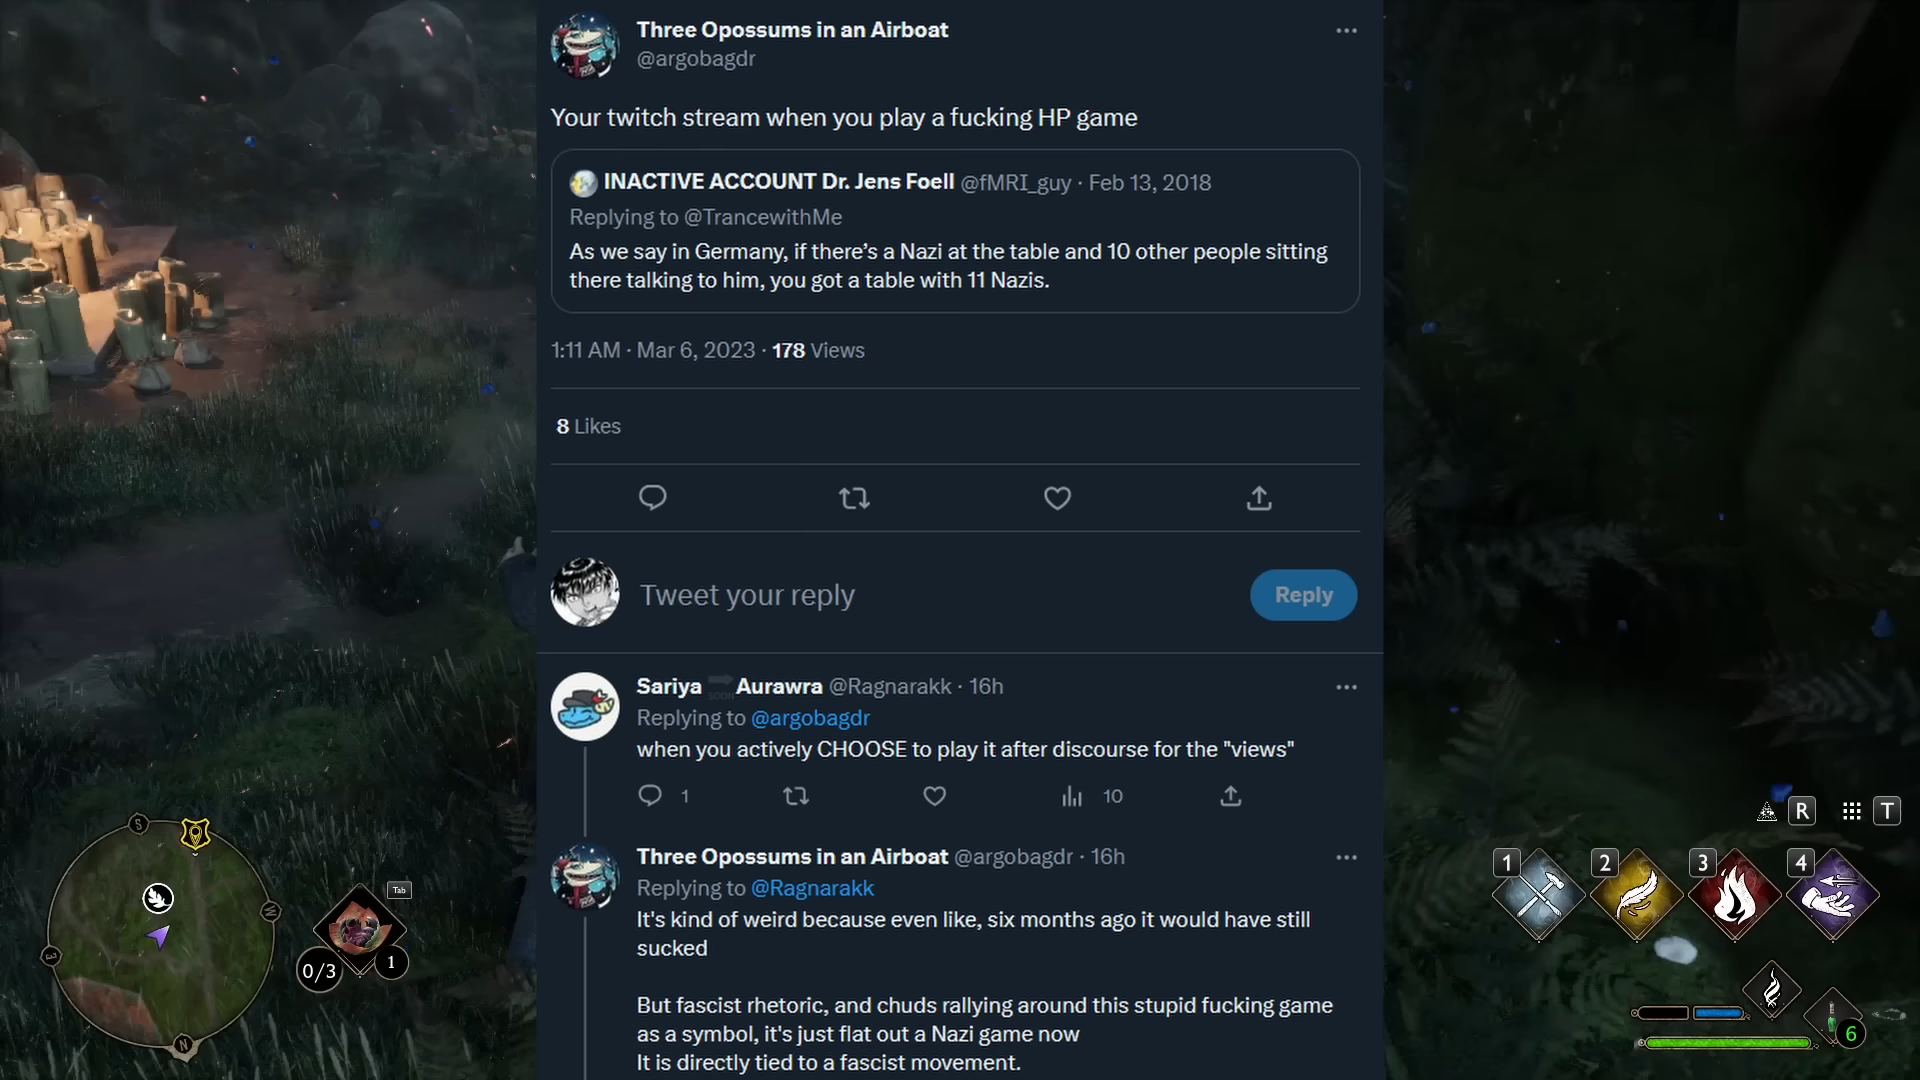 Three Opossums in an Airboat
@argobagdr
Your twitch stream when you play a fucking HP game
INACTIVE ACCOUNT Dr. Jens Foell @fMRI_guy · Feb 13, 2018
Replying to @TrancewithMe
As we say in Germany, if there's a Nazi at the table and 10 other people sitting
there talking to him, you got a table with 11 Nazis.
1:11 AM · Mar 6, 2023 · 178 Views
8 Likes
Tweet your reply
Reply
Sariya SOON Aurawra @Ragnarakk · 16h
Replying to @argobagdr
when you actively CHOOSE to play it after discourse for the "views"
1
10
Three Opossums in an Airboat @argobagdr · 16h
Replying to @Ragnarakk
It's kind of weird because even like, six months ago it would have still
sucked
But fascist rhetoric, and chuds rallying around this stupid fucking game
as a symbol, it's just flat out a Nazi game now
It is directly tied to a fascist movement.
S
W
E
N
Tab
0/3
1
R
T
1
2
3
4
6